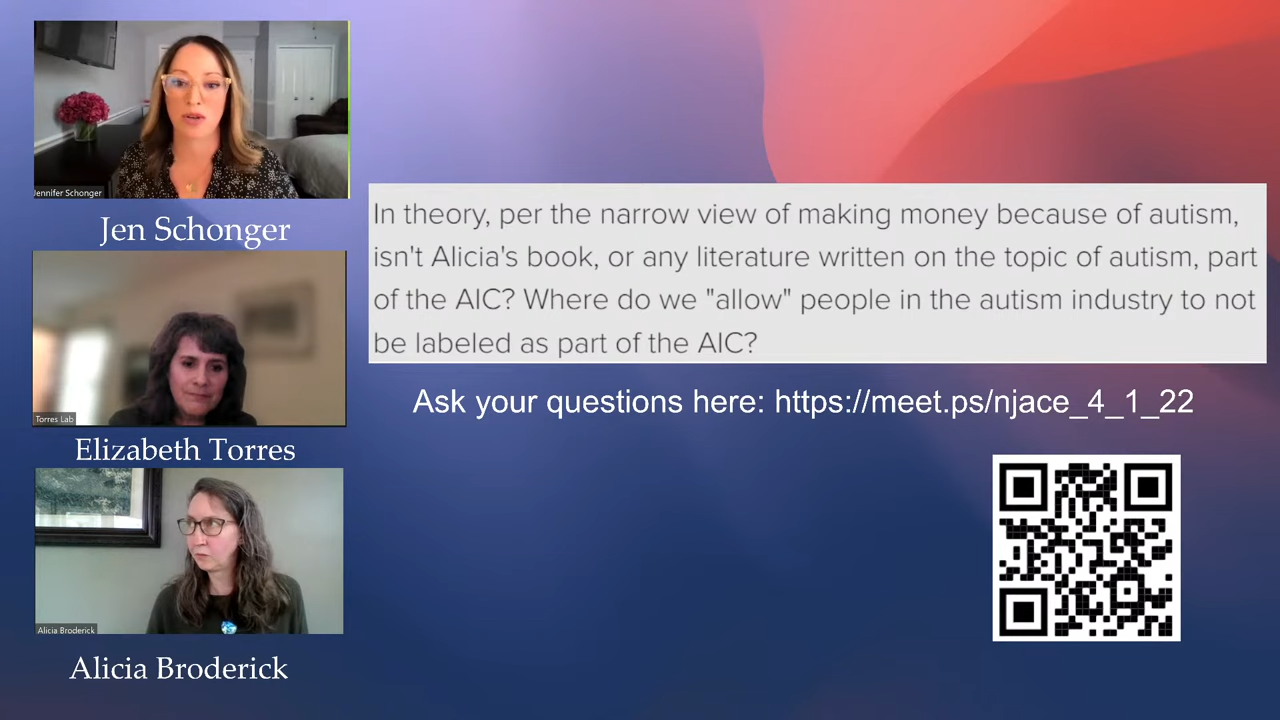 Jennifer Schonger
Jen Schonger
Torres Lab
Elizabeth Torres
Alicia Broderick
Alicia Broderick
In theory, per the narrow view of making money because of autism,
isn't Alicia's book, or any literature written on the topic of autism, part
of the AIC? Where do we "allow" people in the autism industry to not
be labeled as part of the AIC?
Ask your questions here: https://meet.ps/njace_4_1_22